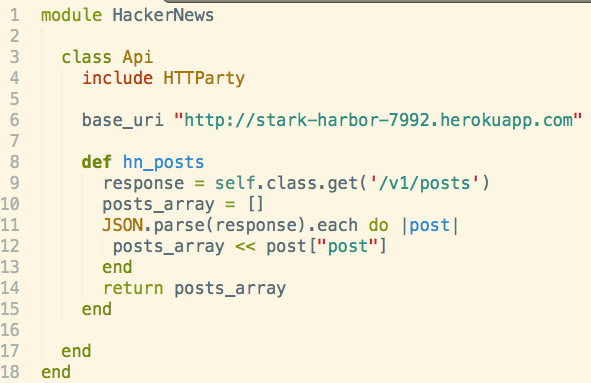 1 module HackerNews
2
3   class Api
4     include HTTParty
5
6     base_uri "http://stark-harbor-7992.herokuapp.com"
7
8     def hn_posts
9       response = self.class.get('/v1/posts')
10       posts_array = []
11       JSON.parse(response).each do |post|
12        posts_array << post["post"]
13       end
14       return posts_array
15     end
16
17   end
18 end